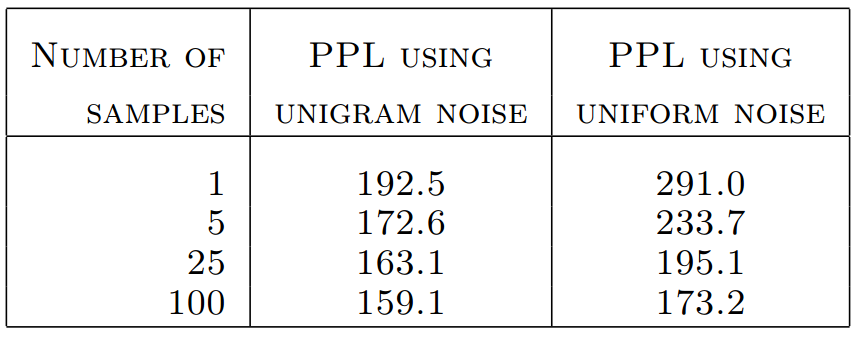 NUMBER OF PPL USING PPL USING
SAMPLES UNIGRAM NOISE UNIFORM NOISE
1 192.5 291.0
5 172.6 233.7
25 163.1 195.1
100 159.1 173.2